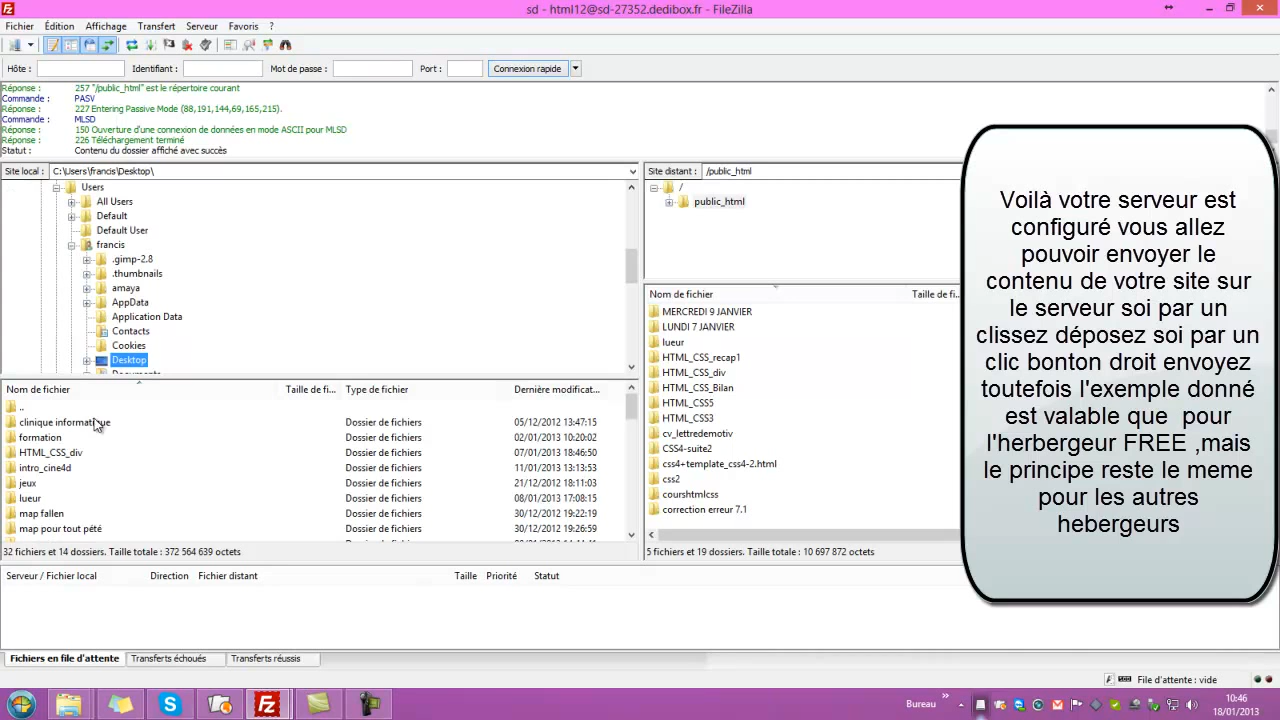 sd - html12@sd-27352.dedibox.fr - FileZilla
Fichier Édition Affichage Transfert Serveur Favoris ?
Hôte : Identifiant : Mot de passe : Port : Connexion rapide
Réponse : 257 "/public_html" est le répertoire courant
Commande : PASV
Réponse : 227 Entering Passive Mode (88,191,144,69,165,215).
Commande : MLSD
Réponse : 150 Ouverture d'une connexion de données en mode ASCII pour MLSD
Réponse : 226 Téléchargement terminé
Statut : Contenu du dossier affiché avec succès
Site local : C:\Users\francis\Desktop\
Users
All Users
Default
Default User
francis
.gimp-2.8
.thumbnails
amaya
AppData
Application Data
Contacts
Cookies
Desktop
Site distant : /public_html
/
public_html
Nom de fichier Taille de fi... Type de fichier Dernière modificat...
..
clinique informatique Dossier de fichiers 05/12/2012 13:47:15
formation Dossier de fichiers 02/01/2013 10:20:02
HTML_CSS_div Dossier de fichiers 07/01/2013 18:46:50
intro_cine4d Dossier de fichiers 11/01/2013 13:13:53
jeux Dossier de fichiers 21/12/2012 18:11:03
lueur Dossier de fichiers 08/01/2013 17:08:15
map fallen Dossier de fichiers 30/12/2012 19:22:19
map pour tout pété Dossier de fichiers 30/12/2012 19:26:59
32 fichiers et 14 dossiers. Taille totale : 372 564 639 octets
Nom de fichier Taille de fi...
MERCREDI 9 JANVIER
LUNDI 7 JANVIER
lueur
HTML_CSS_recap1
HTML_CSS_div
HTML_CSS_Bilan
HTML_CSS5
HTML_CSS3
cv_lettredemotiv
CSS4-suite2
css4+template_css4-2.html
css2
courshtmlcss
correction erreur 7.1
5 fichiers et 19 dossiers. Taille totale : 10 697 872 octets
Voilà votre serveur est
configuré vous allez
pouvoir envoyer le
contenu de votre site sur
le serveur soi par un
clissez déposez soi par un
clic bonton droit envoyez
toutefois l'exemple donné
est valable que pour
l'herbergeur FREE ,mais
le principe reste le meme
pour les autres
hebergeurs
Serveur / Fichier local Direction Fichier distant Taille Priorité Statut
Fichiers en file d'attente Transferts échoués Transferts réussis
File d'attente : vide
Bureau
10:46
18/01/2013